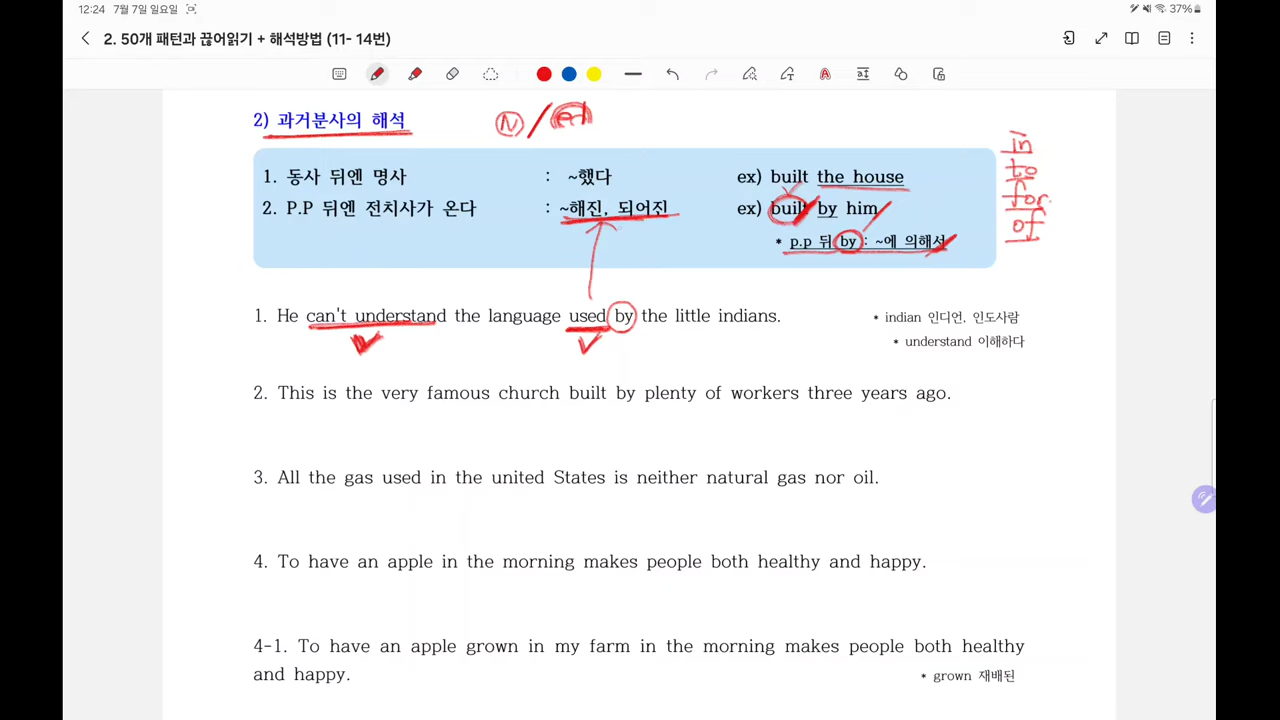 12:24 7월 7일 일요일 37%
2. 50개 패턴과 끊어읽기 + 해석방법 (11- 14번)
2) 과거분사의 해석
N / 전
1. 동사 뒤엔 명사 : ~했다 ex) built the house
2. P.P 뒤엔 전치사가 온다 : ~해진, 되어진 ex) built by him
* p.p 뒤 by : ~에 의해서
1. He can't understand the language used by the little indians. * indian 인디언, 인도사람
* understand 이해하다
2. This is the very famous church built by plenty of workers three years ago.
3. All the gas used in the united States is neither natural gas nor oil.
4. To have an apple in the morning makes people both healthy and happy.
4-1. To have an apple grown in my farm in the morning makes people both healthy
and happy. * grown 재배된